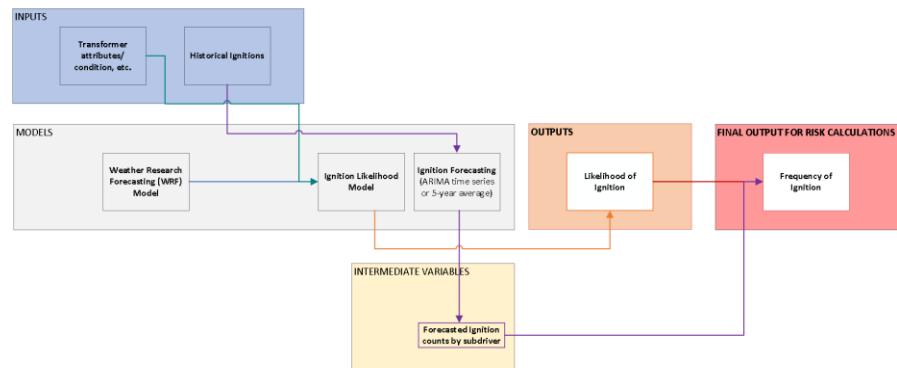 INPUTS
Transformer
attributes/
condition, etc.
Historical Ignitions
MODELS
Weather Research
Forecasting (WRF)
Model
Ignition Likelihood
Model
Ignition Forecasting
(ARIMA time series
or 5-year average)
OUTPUTS
Likelihood of
Ignition
FINAL OUTPUT FOR RISK CALCULATIONS
Frequency of
Ignition
INTERMEDIATE VARIABLES
Forecasted Ignition
counts by subdriver